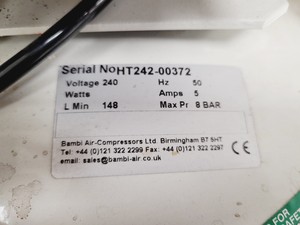 Serial No HT242-00372
Voltage 240 Hz 50
Watts Amps 5
L Min 148 Max Pr 8 BAR
Bambi Air-Compressors Ltd. Birmingham B7 5HT
Tel: +44 (0)121 322 2299 Fax: +44 (0)121 322 2297
email: sales@bambi-air.co.uk
CE